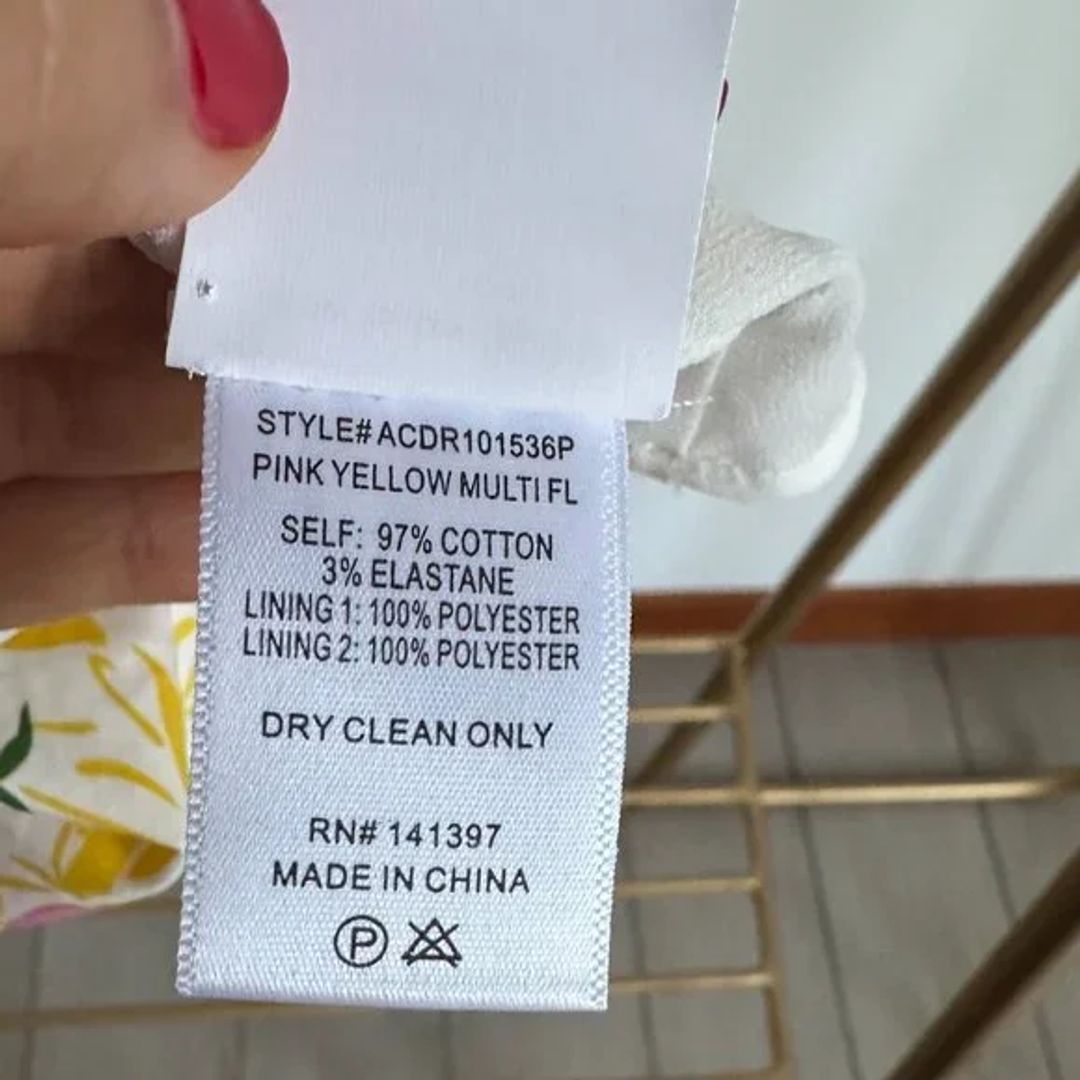 STYLE# ACDR101536P
PINK YELLOW MULTI FL
SELF: 97% COTTON
3% ELASTANE
LINING 1: 100% POLYESTER
LINING 2: 100% POLYESTER
DRY CLEAN ONLY
RN# 141397
MADE IN CHINA
P